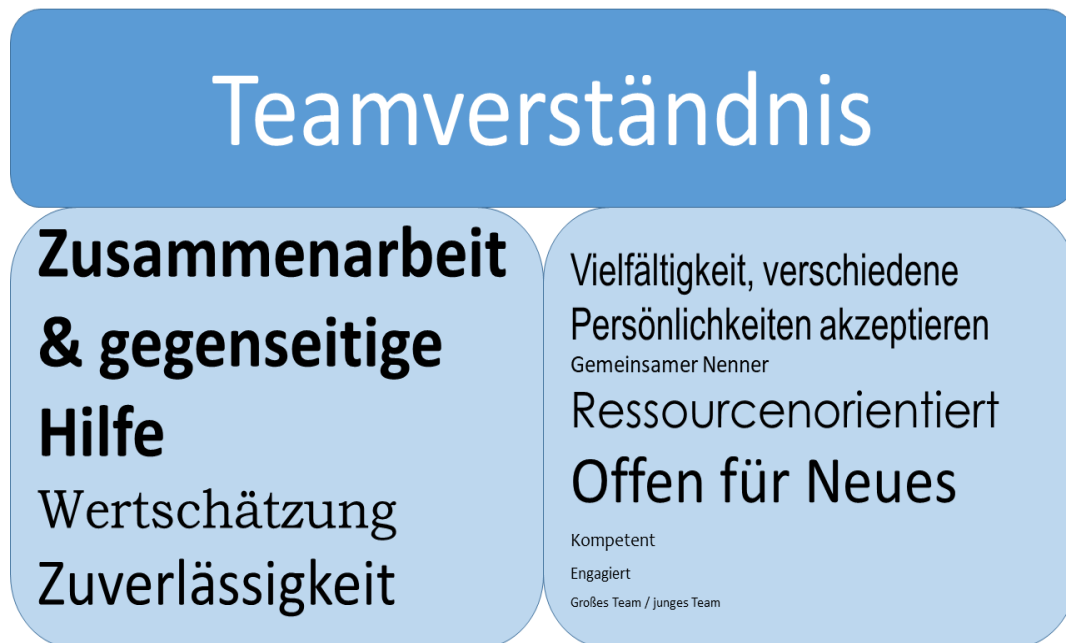 Teamverständnis
Zusammenarbeit
& gegenseitige
Hilfe
Wertschätzung
Zuverlässigkeit
Vielfältigkeit, verschiedene
Persönlichkeiten akzeptieren
Gemeinsamer Nenner
Ressourcenorientiert
Offen für Neues
Kompetent
Engagiert
Großes Team / junges Team